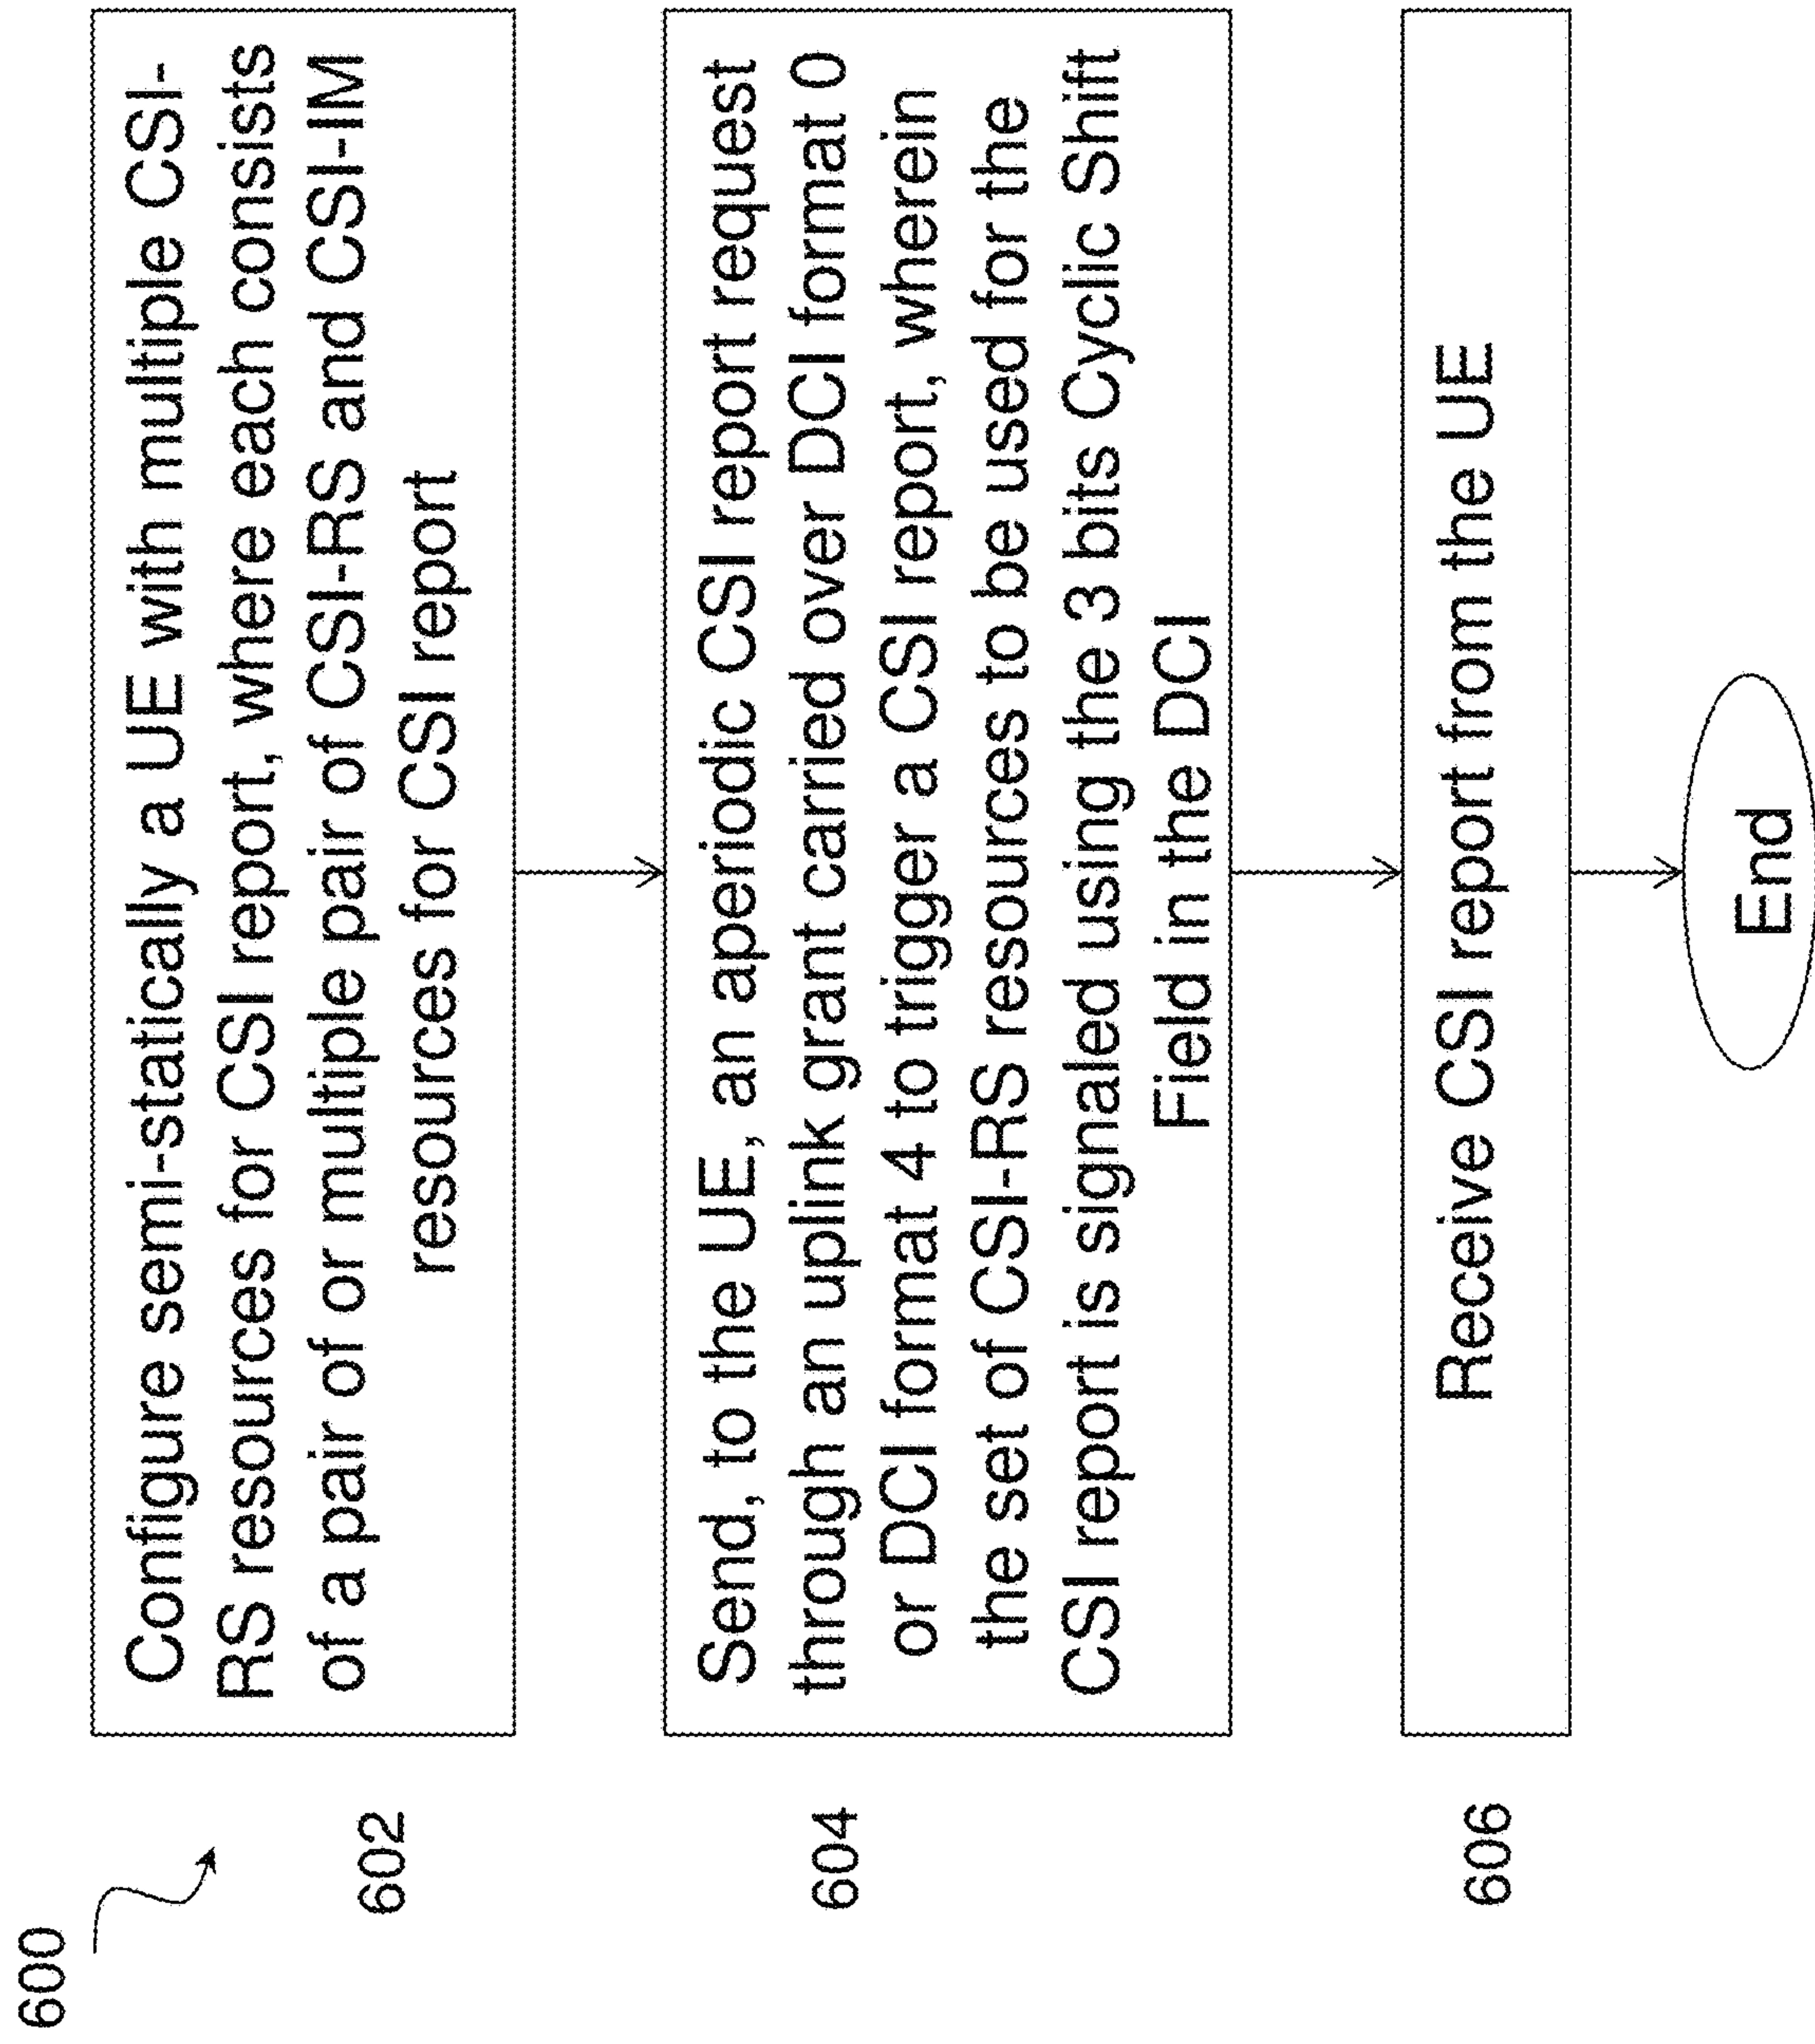 600
602
Configure semi-statically a UE with multiple CSI-
RS resources for CSI report, where each consists
of a pair of or multiple pair of CSI-RS and CSI-IM
resources for CSI report
604
Send, to the UE, an aperiodic CSI report request
through an uplink grant carried over DCI format 0
or DCI format 4 to trigger a CSI report, wherein
the set of CSI-RS resources to be used for the
CSI report is signaled using the 3 bits Cyclic Shift
Field in the DCI
606
Receive CSI report from the UE
End